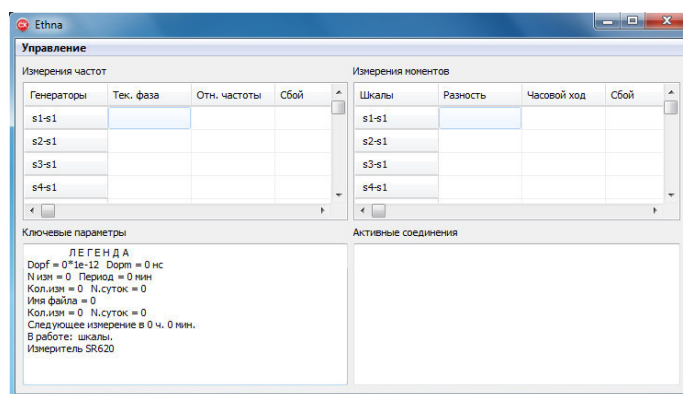 Ethna
Управление
Измерения частот
Генераторы Тек. фаза Отн. частоты Сбой
s1-s1
s2-s1
s3-s1
s4-s1
Измерения моментов
Шкалы Разность Часовой ход Сбой
s1-s1
s2-s1
s3-s1
s4-s1
Ключевые параметры
Л Е Г Е Н Д А
Dopf = 0*1e-12 Dopm = 0 нс
N изм = 0 Период = 0 мин
Кол.изм = 0 N.суток = 0
Имя файла = 0
Кол.изм = 0 N.суток = 0
Следующее измерение в 0 ч. 0 мин.
В работе: шкалы.
Измеритель SR620
Активные соединения